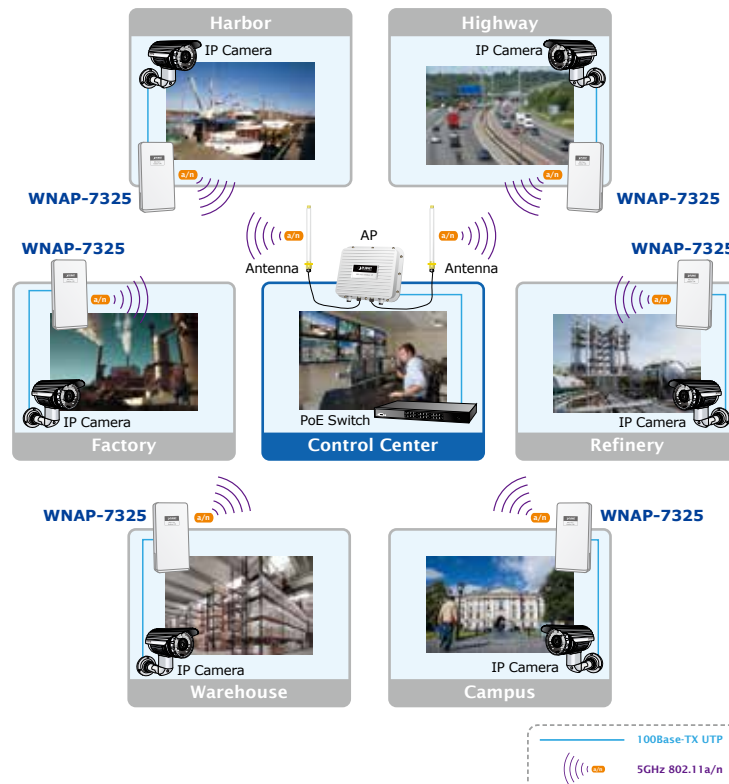 Harbor
Highway
IP Camera
IP Camera
a/n
a/n
WNAP-7325
WNAP-7325
a/n
AP
a/n
WNAP-7325
WNAP-7325
Antenna
Antenna
a/n
a/n
IP Camera
PoE Switch
IP Camera
Factory
Control Center
Refinery
WNAP-7325
a/n
a/n
WNAP-7325
IP Camera
IP Camera
Warehouse
Campus
100Base-TX UTP
a/n
5GHz 802.11a/n